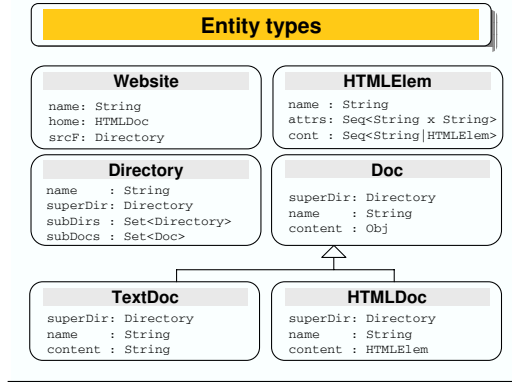 Entity types
Website
name: String
home: HTMLDoc
srcF: Directory
HTMLElem
name : String
attrs: Seq<String x String>
cont : Seq<String|HTMLElem>
Directory
name : String
superDir: Directory
subDirs : Set<Directory>
subDocs : Set<Doc>
Doc
superDir: Directory
name : String
content : Obj
TextDoc
superDir: Directory
name : String
content : String
HTMLDoc
superDir: Directory
name : String
content : HTMLElem